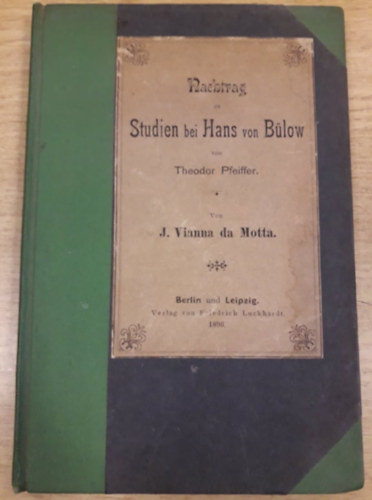 Nachtrag
zu
Studien bei Hans von Bülow
von
Theodor Pfeiffer.
Von
J. Vianna da Motta.
Berlin und Leipzig.
Verlag von Friedrich Luckhardt.
1896.